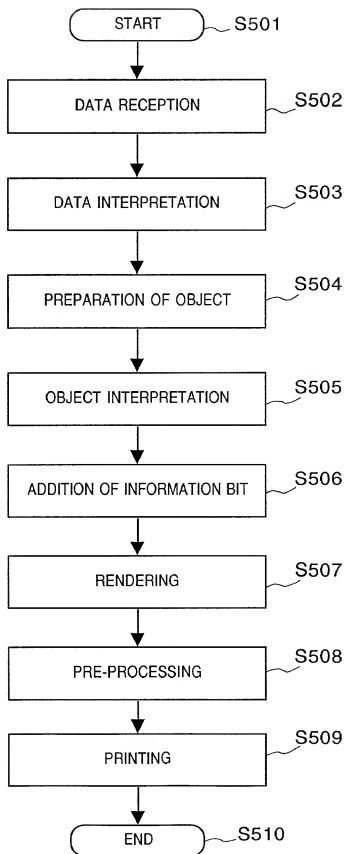 START S501
DATA RECEPTION S502
DATA INTERPRETATION S503
PREPARATION OF OBJECT S504
OBJECT INTERPRETATION S505
ADDITION OF INFORMATION BIT S506
RENDERING S507
PRE-PROCESSING S508
PRINTING S509
END S510